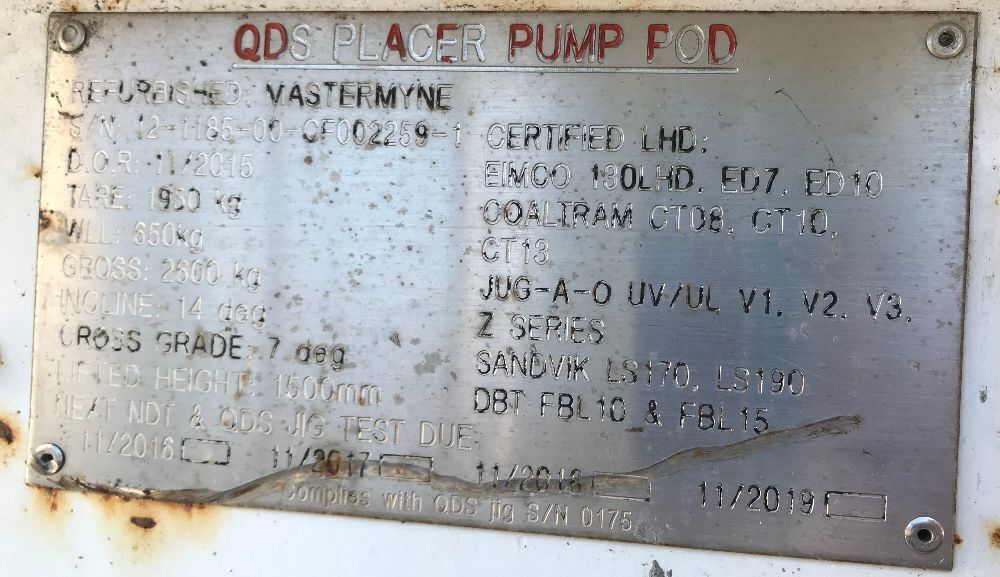 QDS PLACER PUMP POD
REFURBISHED: VASTERMYNE
S/N: 12-1185-00-CF002259-1
D.O.R: 11/2015
TARE: 1950 kg
WLL: 650kg
GROSS: 2600 kg
INCLINE: 14 deg
CROSS GRADE: 7 deg
LIFTED HEIGHT: 1500mm
NEXT NDT & QDS JIG TEST DUE:
CERTIFIED LHD:
EIMCO 130LHD, ED7, ED10
COALTRAM CT08, CT10,
CT13
JUG-A-O UV/UL V1, V2, V3,
Z SERIES
SANDVIK LS170, LS190
DBT FBL10 & FBL15
11/2016 11/2017 11/2018 11/2019
Complies with QDS jig S/N 0175